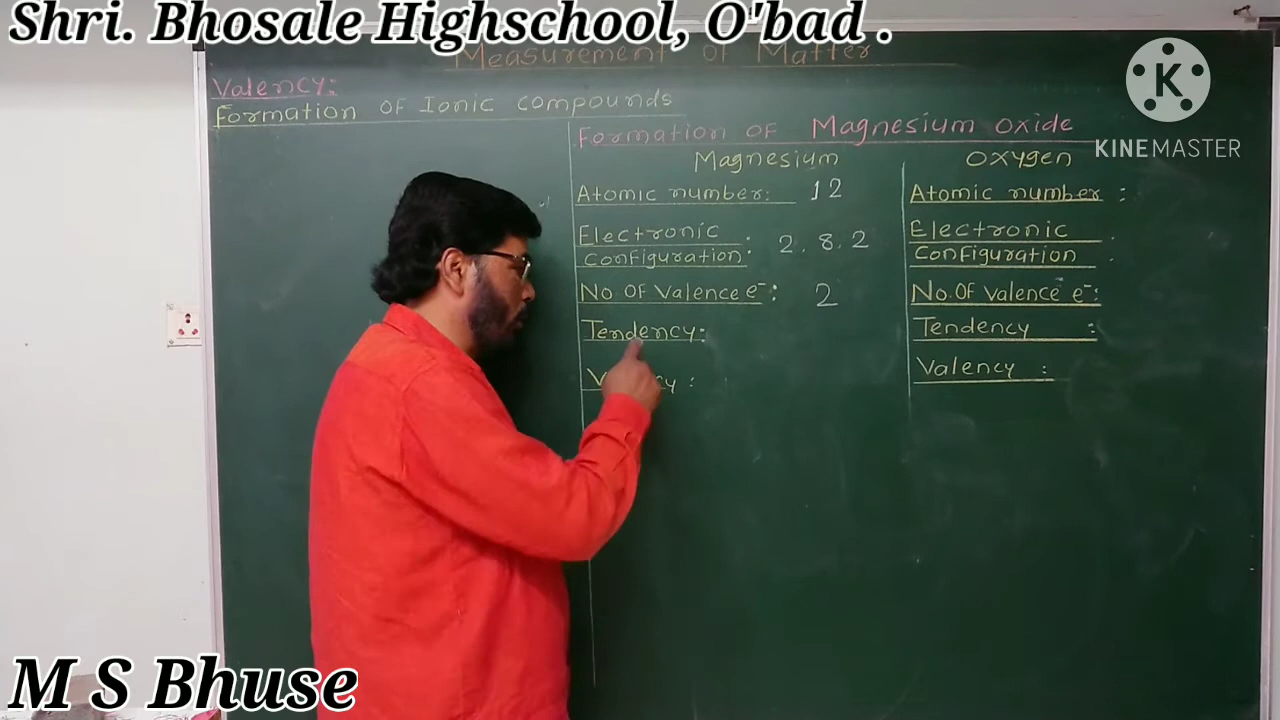 Shri. Bhosale Highschool, O'bad .
Measurement of Matter
Valency:
Formation OF Ionic compounds
Formation OF Magnesium Oxide
Magnesium
Atomic number: 12
Electronic
Configuration: 2.8.2
No OF Valence e⁻: 2
Tendency:
Oxygen
Atomic number :
Electronic
Configuration :
No. OF Valence e⁻:
Tendency :
Valency :
K
KINEMASTER
M S Bhuse